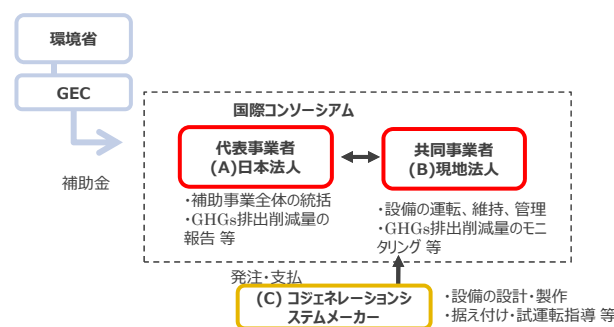 環境省
GEC
補助金
国際コンソーシアム
代表事業者
(A)日本法人
共同事業者
(B)現地法人
・補助事業全体の統括
・GHGs排出削減量の
報告 等
・設備の運転、維持、管理
・GHGs排出削減量のモニ
タリング 等
発注・支払
(C) コジェネレーションシ
ステムメーカー
・設備の設計・製作
・据え付け・試運転指導 等